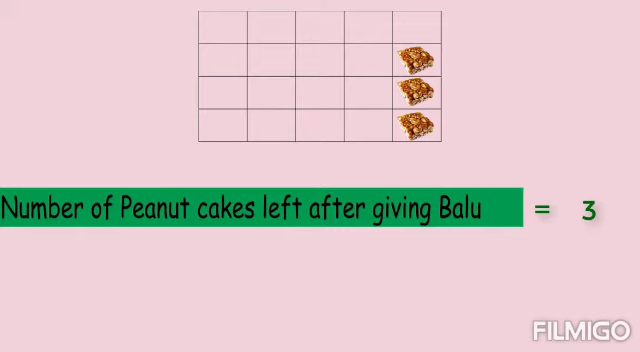 Number of Peanut cakes left after giving Balu = 3
FILMIGO